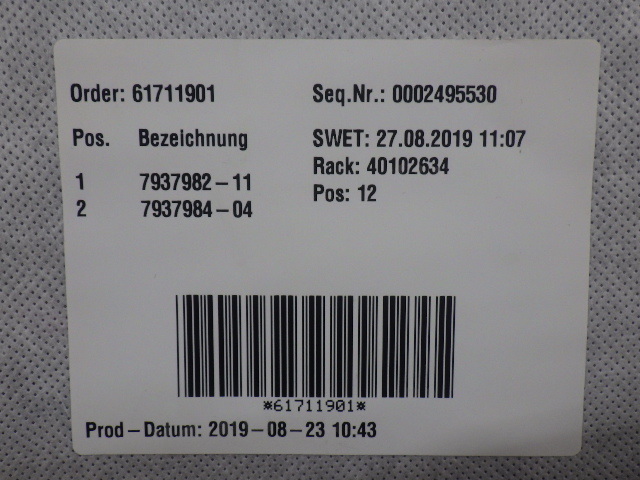 Order: 61711901
Seq.Nr.: 0002495530
Pos. Bezeichnung
SWET: 27.08.2019 11:07
Rack: 40102634
1 7937982-11
Pos: 12
2 7937984-04
*61711901*
Prod-Datum: 2019-08-23 10:43